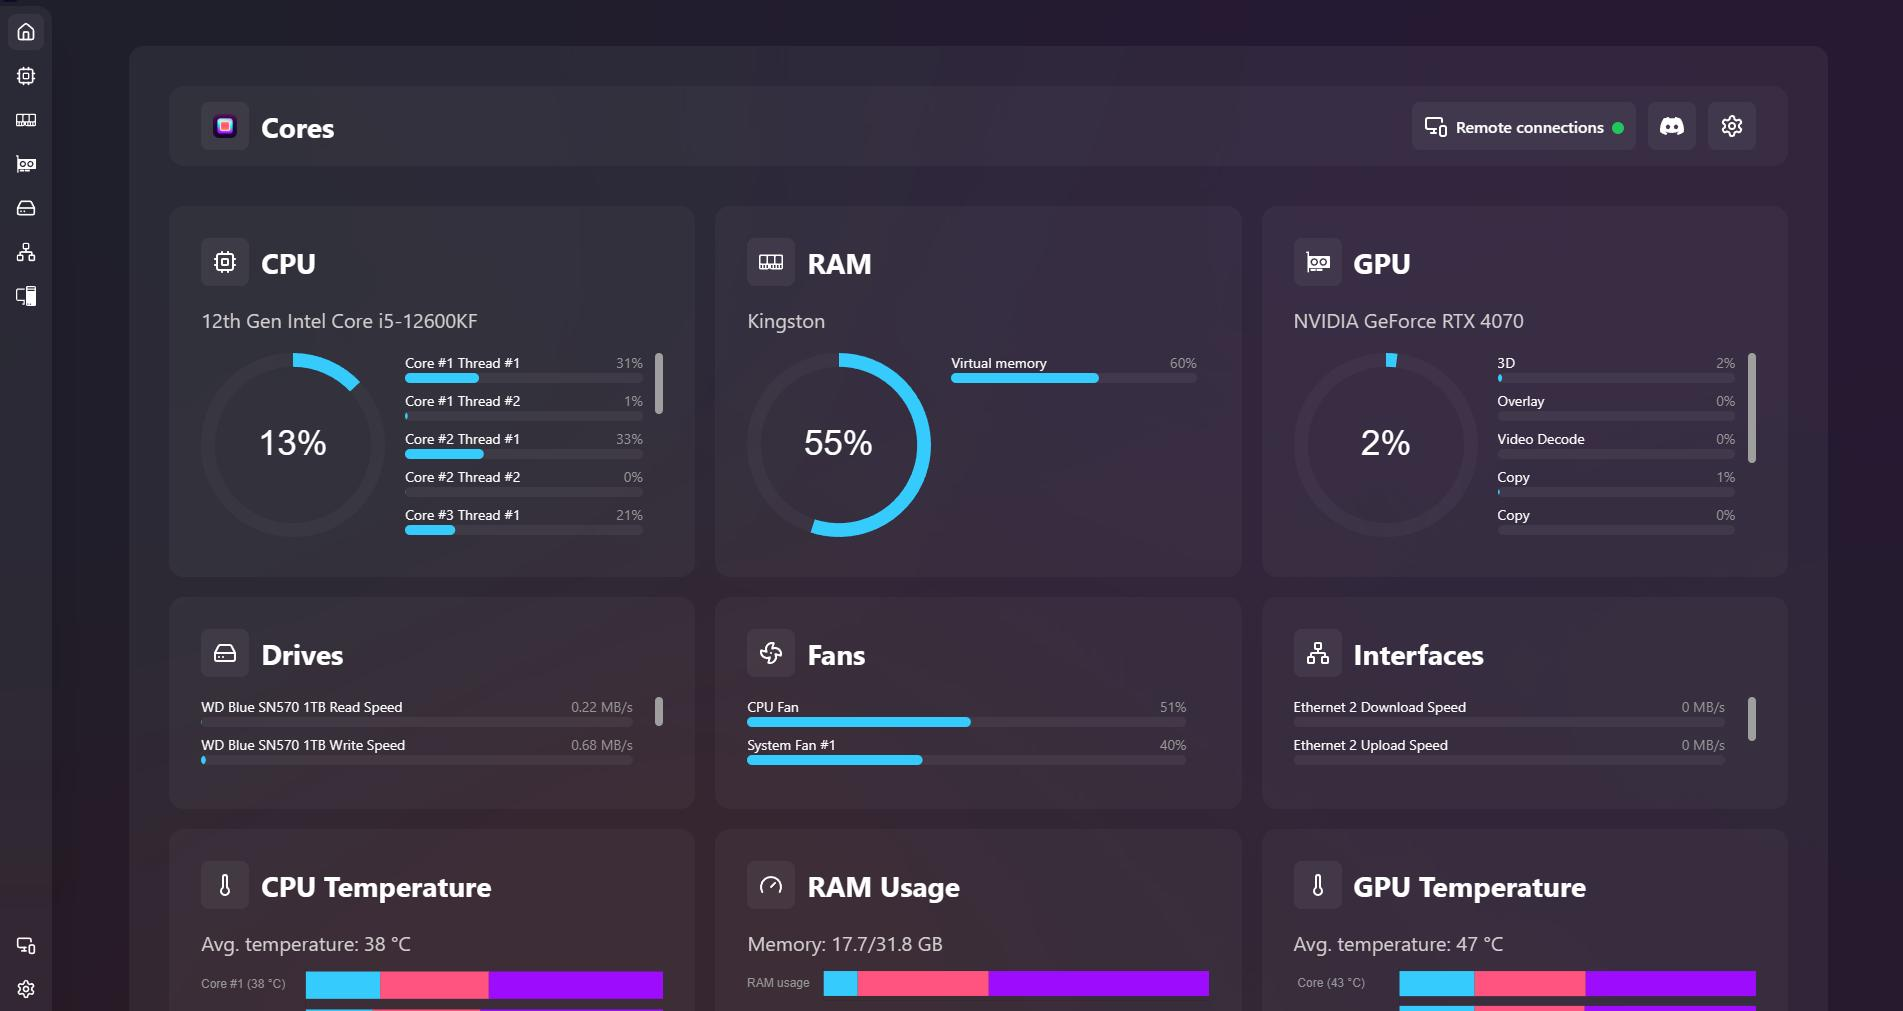 Cores
Remote connections
CPU
12th Gen Intel Core i5-12600KF
13%
Core #1 Thread #1 31%
Core #1 Thread #2 1%
Core #2 Thread #1 33%
Core #2 Thread #2 0%
Core #3 Thread #1 21%
RAM
Kingston
55%
Virtual memory 60%
GPU
NVIDIA GeForce RTX 4070
2%
3D 2%
Overlay 0%
Video Decode 0%
Copy 1%
Copy 0%
Drives
WD Blue SN570 1TB Read Speed 0.22 MB/s
WD Blue SN570 1TB Write Speed 0.68 MB/s
Fans
CPU Fan 51%
System Fan #1 40%
Interfaces
Ethernet 2 Download Speed 0 MB/s
Ethernet 2 Upload Speed 0 MB/s
CPU Temperature
Avg. temperature: 38 °C
Core #1 (38 °C)
RAM Usage
Memory: 17.7/31.8 GB
RAM usage
GPU Temperature
Avg. temperature: 47 °C
Core (43 °C)